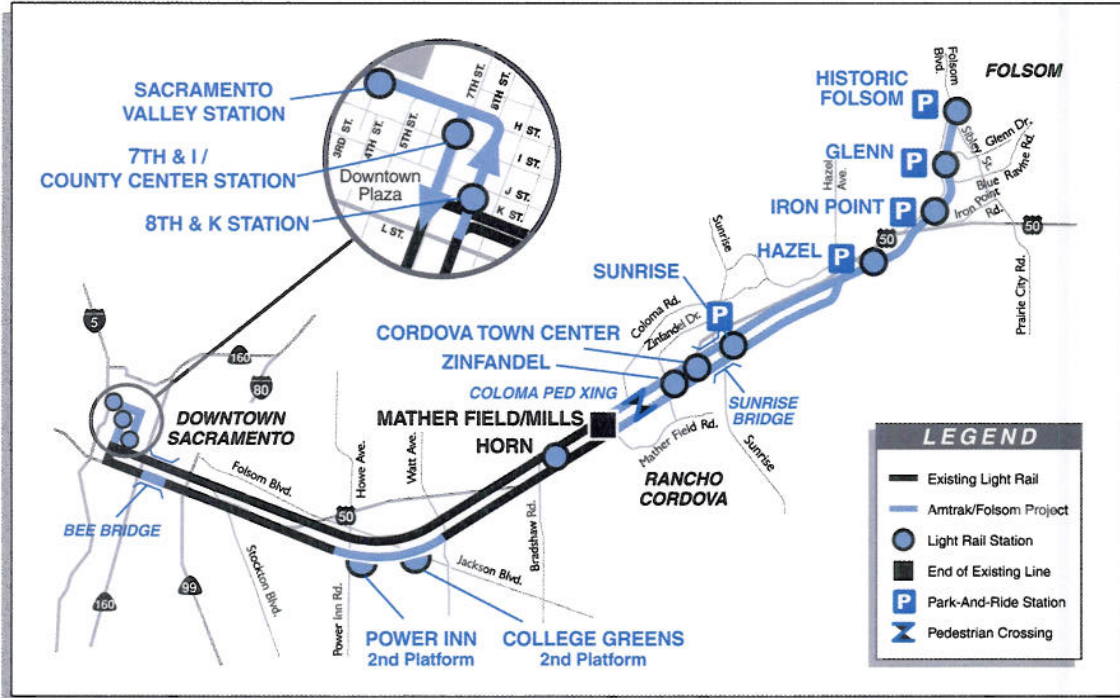 SACRAMENTO
VALLEY STATION
7TH & I /
COUNTY CENTER STATION
8TH & K STATION
3RD ST.
4TH ST.
5TH ST.
7TH ST.
8TH ST.
H ST.
I ST.
J ST.
K ST.
L ST.
Downtown
Plaza
HISTORIC
FOLSOM
P
Folsom
Blvd.
FOLSOM
GLENN
P
Sibley St.
Glenn Dr.
Blue Ravine Rd.
IRON POINT
P
Iron Point
Rd.
50
50
Prairie City Rd.
Hazel
Ave.
HAZEL
P
Sunrise
SUNRISE
P
Coloma Rd.
Zinfandel Dr.
CORDOVA TOWN CENTER
ZINFANDEL
COLOMA PED XING
MATHER FIELD/MILLS
HORN
Mather Field Rd.
SUNRISE
BRIDGE
Sunrise
RANCHO
CORDOVA
5
160
80
DOWNTOWN
SACRAMENTO
Folsom Blvd.
Howe Ave.
Watt Ave.
50
Bradshaw Rd.
BEE BRIDGE
Stockton Blvd.
Jackson Blvd.
99
160
Power Inn Rd.
POWER INN
2nd Platform
COLLEGE GREENS
2nd Platform
LEGEND
Existing Light Rail
Amtrak/Folsom Project
Light Rail Station
End of Existing Line
P Park-And-Ride Station
Pedestrian Crossing